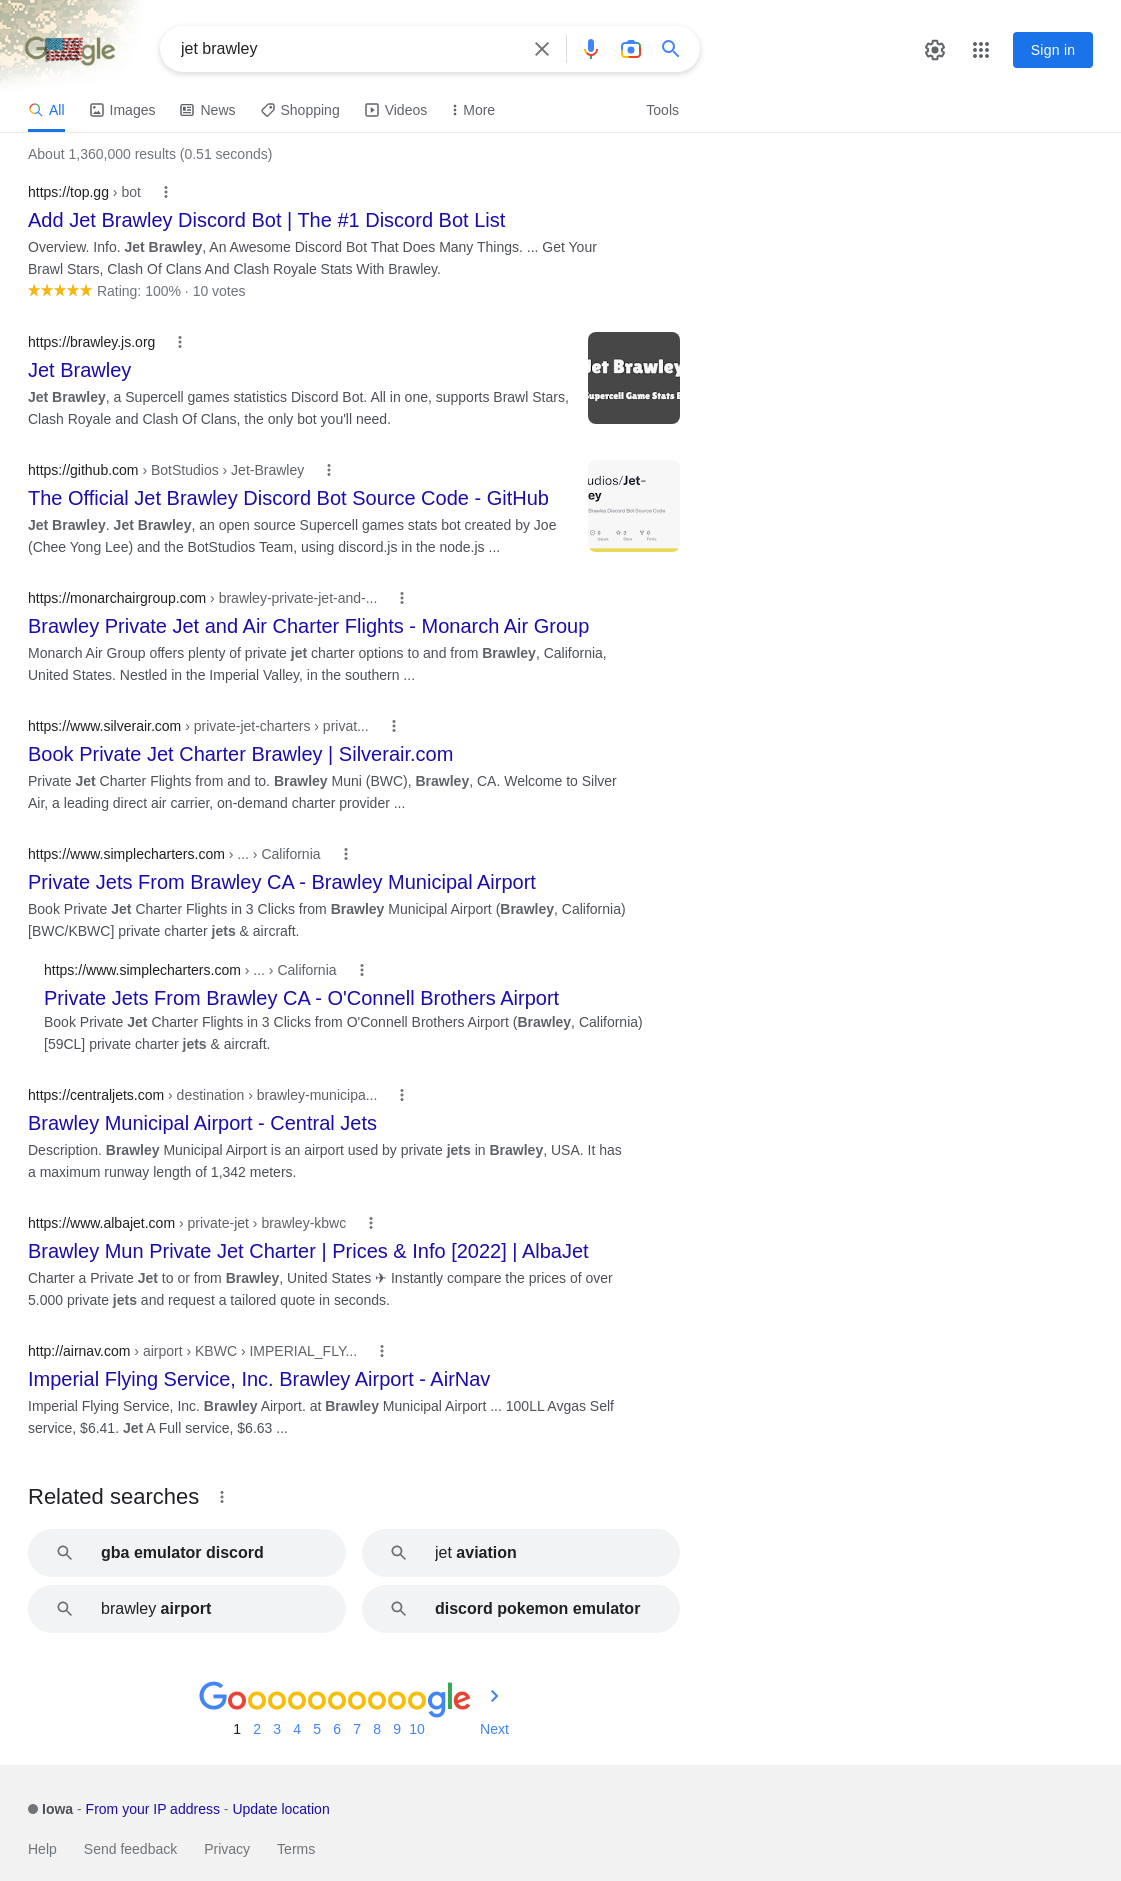 Google
jet brawley
Sign in
All Images News Shopping Videos More Tools
About 1,360,000 results (0.51 seconds)
https://top.gg › bot
Add Jet Brawley Discord Bot | The #1 Discord Bot List
Overview. Info. Jet Brawley, An Awesome Discord Bot That Does Many Things. ... Get Your
Brawl Stars, Clash Of Clans And Clash Royale Stats With Brawley.
Rating: 100% · 10 votes
https://brawley.js.org
Jet Brawley
Jet Brawley, a Supercell games statistics Discord Bot. All in one, supports Brawl Stars,
Clash Royale and Clash Of Clans, the only bot you'll need.
Jet Brawley
Supercell Game Stats B
https://github.com › BotStudios › Jet-Brawley
The Official Jet Brawley Discord Bot Source Code - GitHub
Jet Brawley. Jet Brawley, an open source Supercell games stats bot created by Joe
(Chee Yong Lee) and the BotStudios Team, using discord.js in the node.js ...
udios/Jet-
ey
Brawley Discord Bot Source Code
0 3 0
https://monarchairgroup.com › brawley-private-jet-and-...
Brawley Private Jet and Air Charter Flights - Monarch Air Group
Monarch Air Group offers plenty of private jet charter options to and from Brawley, California,
United States. Nestled in the Imperial Valley, in the southern ...
https://www.silverair.com › private-jet-charters › privat...
Book Private Jet Charter Brawley | Silverair.com
Private Jet Charter Flights from and to. Brawley Muni (BWC), Brawley, CA. Welcome to Silver
Air, a leading direct air carrier, on-demand charter provider ...
https://www.simplecharters.com › ... › California
Private Jets From Brawley CA - Brawley Municipal Airport
Book Private Jet Charter Flights in 3 Clicks from Brawley Municipal Airport (Brawley, California)
[BWC/KBWC] private charter jets & aircraft.
https://www.simplecharters.com › ... › California
Private Jets From Brawley CA - O'Connell Brothers Airport
Book Private Jet Charter Flights in 3 Clicks from O'Connell Brothers Airport (Brawley, California)
[59CL] private charter jets & aircraft.
https://centraljets.com › destination › brawley-municipa...
Brawley Municipal Airport - Central Jets
Description. Brawley Municipal Airport is an airport used by private jets in Brawley, USA. It has
a maximum runway length of 1,342 meters.
https://www.albajet.com › private-jet › brawley-kbwc
Brawley Mun Private Jet Charter | Prices & Info [2022] | AlbaJet
Charter a Private Jet to or from Brawley, United States ✈ Instantly compare the prices of over
5.000 private jets and request a tailored quote in seconds.
http://airnav.com › airport › KBWC › IMPERIAL_FLY...
Imperial Flying Service, Inc. Brawley Airport - AirNav
Imperial Flying Service, Inc. Brawley Airport. at Brawley Municipal Airport ... 100LL Avgas Self
service, $6.41. Jet A Full service, $6.63 ...
Related searches
gba emulator discord
jet aviation
brawley airport
discord pokemon emulator
Goooooooooogle
1 2 3 4 5 6 7 8 9 10 Next
Iowa - From your IP address - Update location
Help Send feedback Privacy Terms